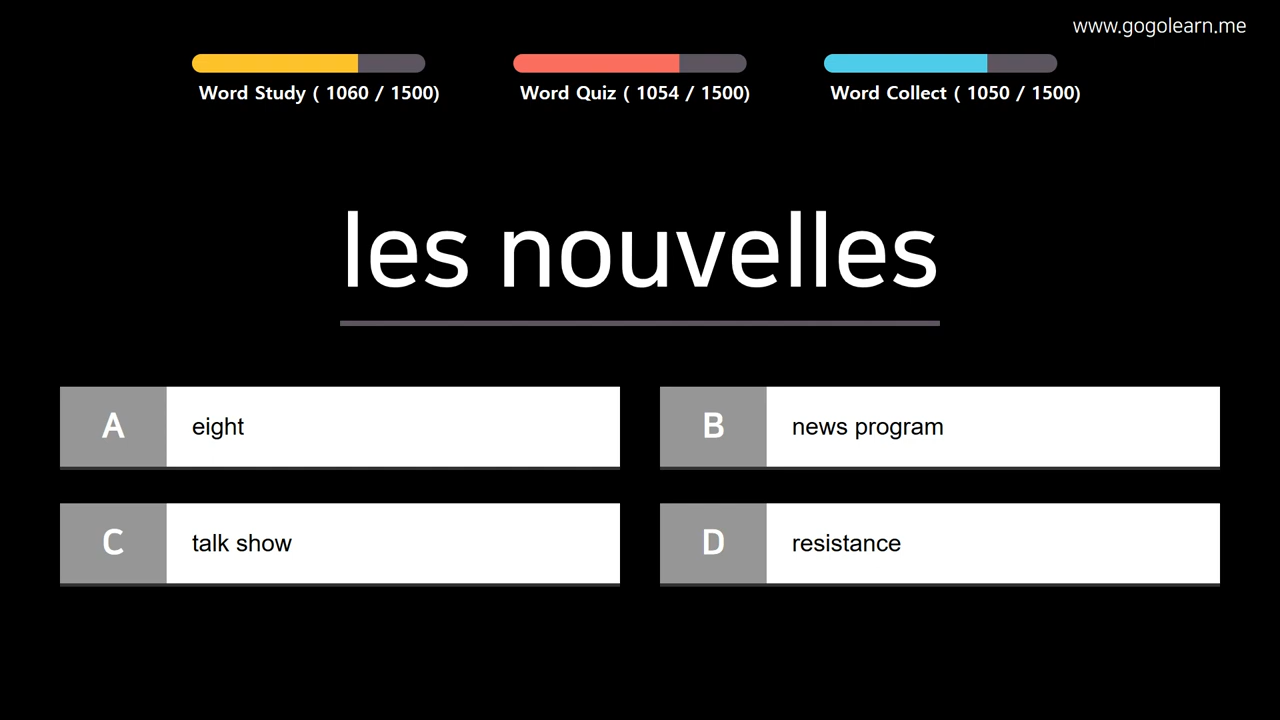 www.gogolearn.me
Word Study ( 1060 / 1500)
Word Quiz ( 1054 / 1500)
Word Collect ( 1050 / 1500)
les nouvelles
A eight
B news program
C talk show
D resistance